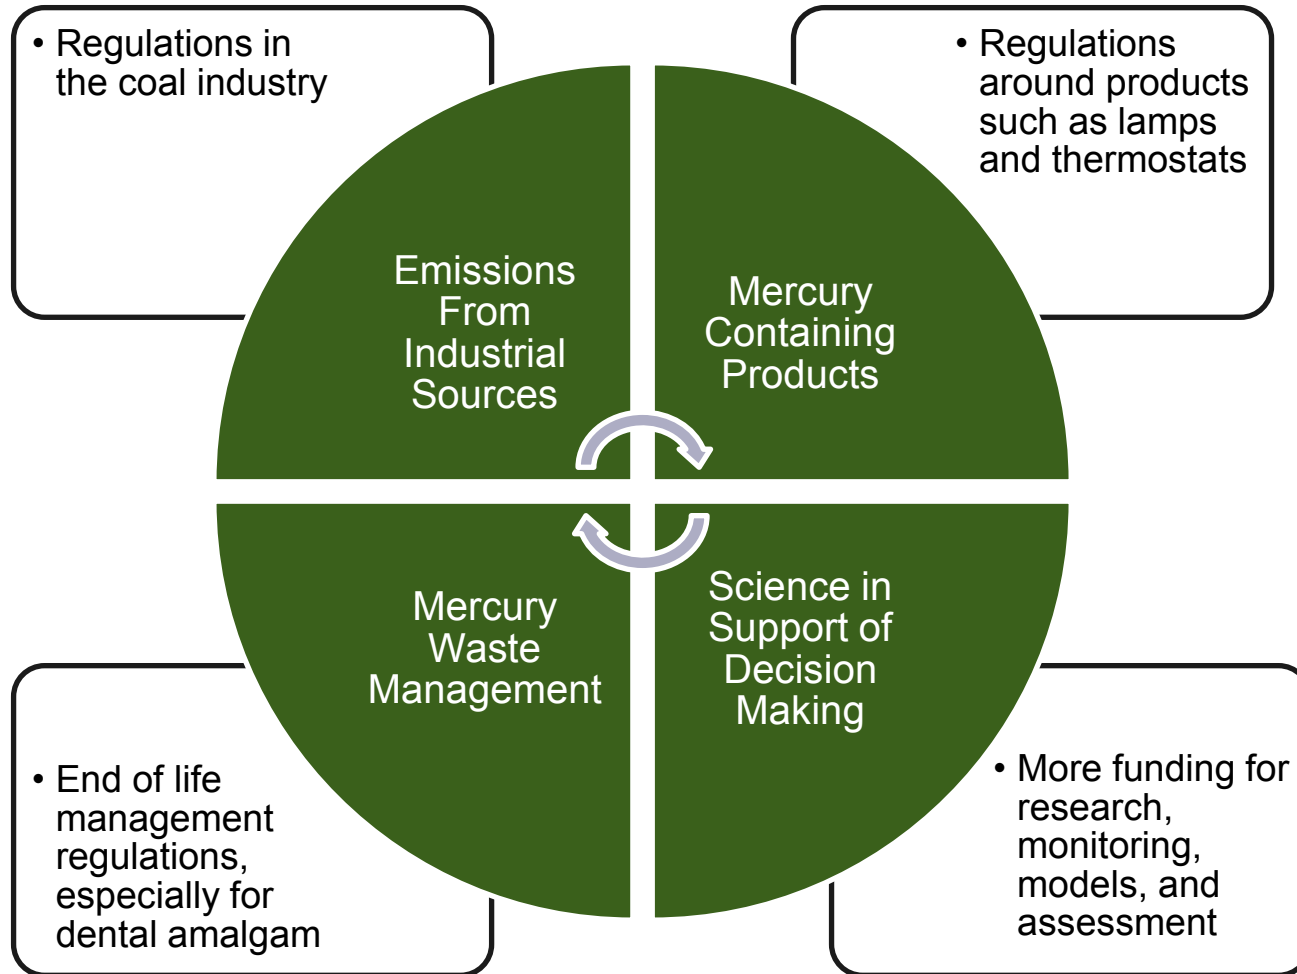 • Regulations in
the coal industry
• Regulations
around products
such as lamps
and thermostats
Emissions
From
Industrial
Sources
Mercury
Containing
Products
Mercury
Waste
Management
Science in
Support of
Decision
Making
• End of life
management
regulations,
especially for
dental amalgam
• More funding for
research,
monitoring,
models, and
assessment